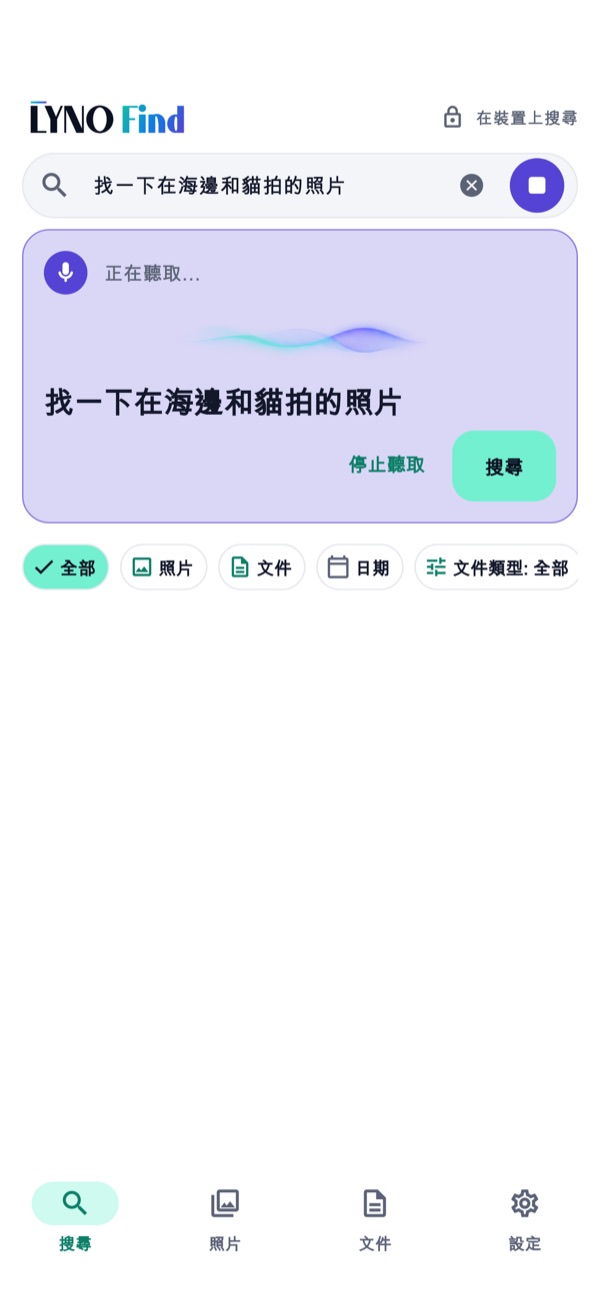 LYNO Find
在裝置上搜尋
找一下在海邊和貓拍的照片
正在聽取...
找一下在海邊和貓拍的照片
停止聽取
搜尋
全部
照片
文件
日期
文件類型: 全部
搜尋
照片
文件
設定